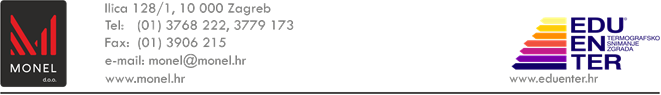 MONEL
d.o.o.
Ilica 128/1, 10 000 Zagreb
Tel: (01) 3768 222, 3779 173
Fax: (01) 3906 215
e-mail: monel@monel.hr
www.monel.hr
EDU
EN
TER
TERMOGRAFSKO
SNIMANJE
ZGRADA
www.eduenter.hr